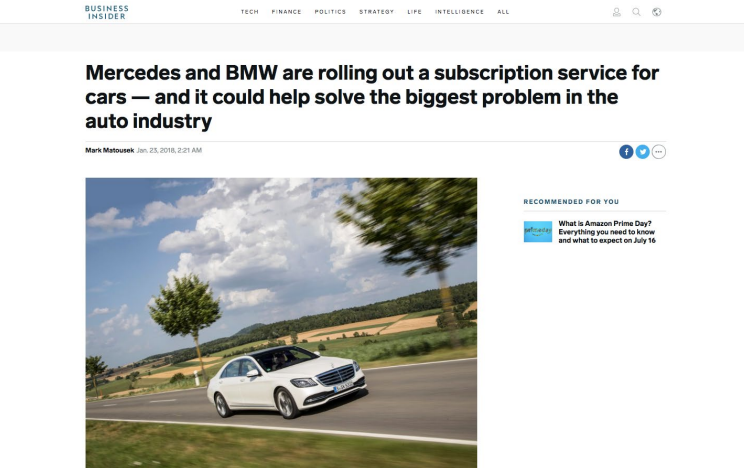 BUSINESS
INSIDER
TECH FINANCE POLITICS STRATEGY LIFE INTELLIGENCE ALL
Mercedes and BMW are rolling out a subscription service for
cars — and it could help solve the biggest problem in the
auto industry
Mark Matousek Jan. 23, 2018, 2:21 AM
RECOMMENDED FOR YOU
What is Amazon Prime Day?
Everything you need to know
and what to expect on July 16